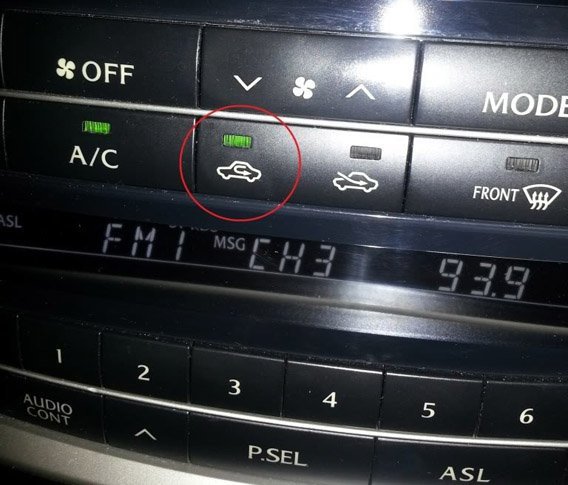 OFF
MODE
A/C
FRONT
ASL
FM1 MSG CH3 93.9
1 2 3 4 5 6
AUDIO
CONT
P.SEL
ASL